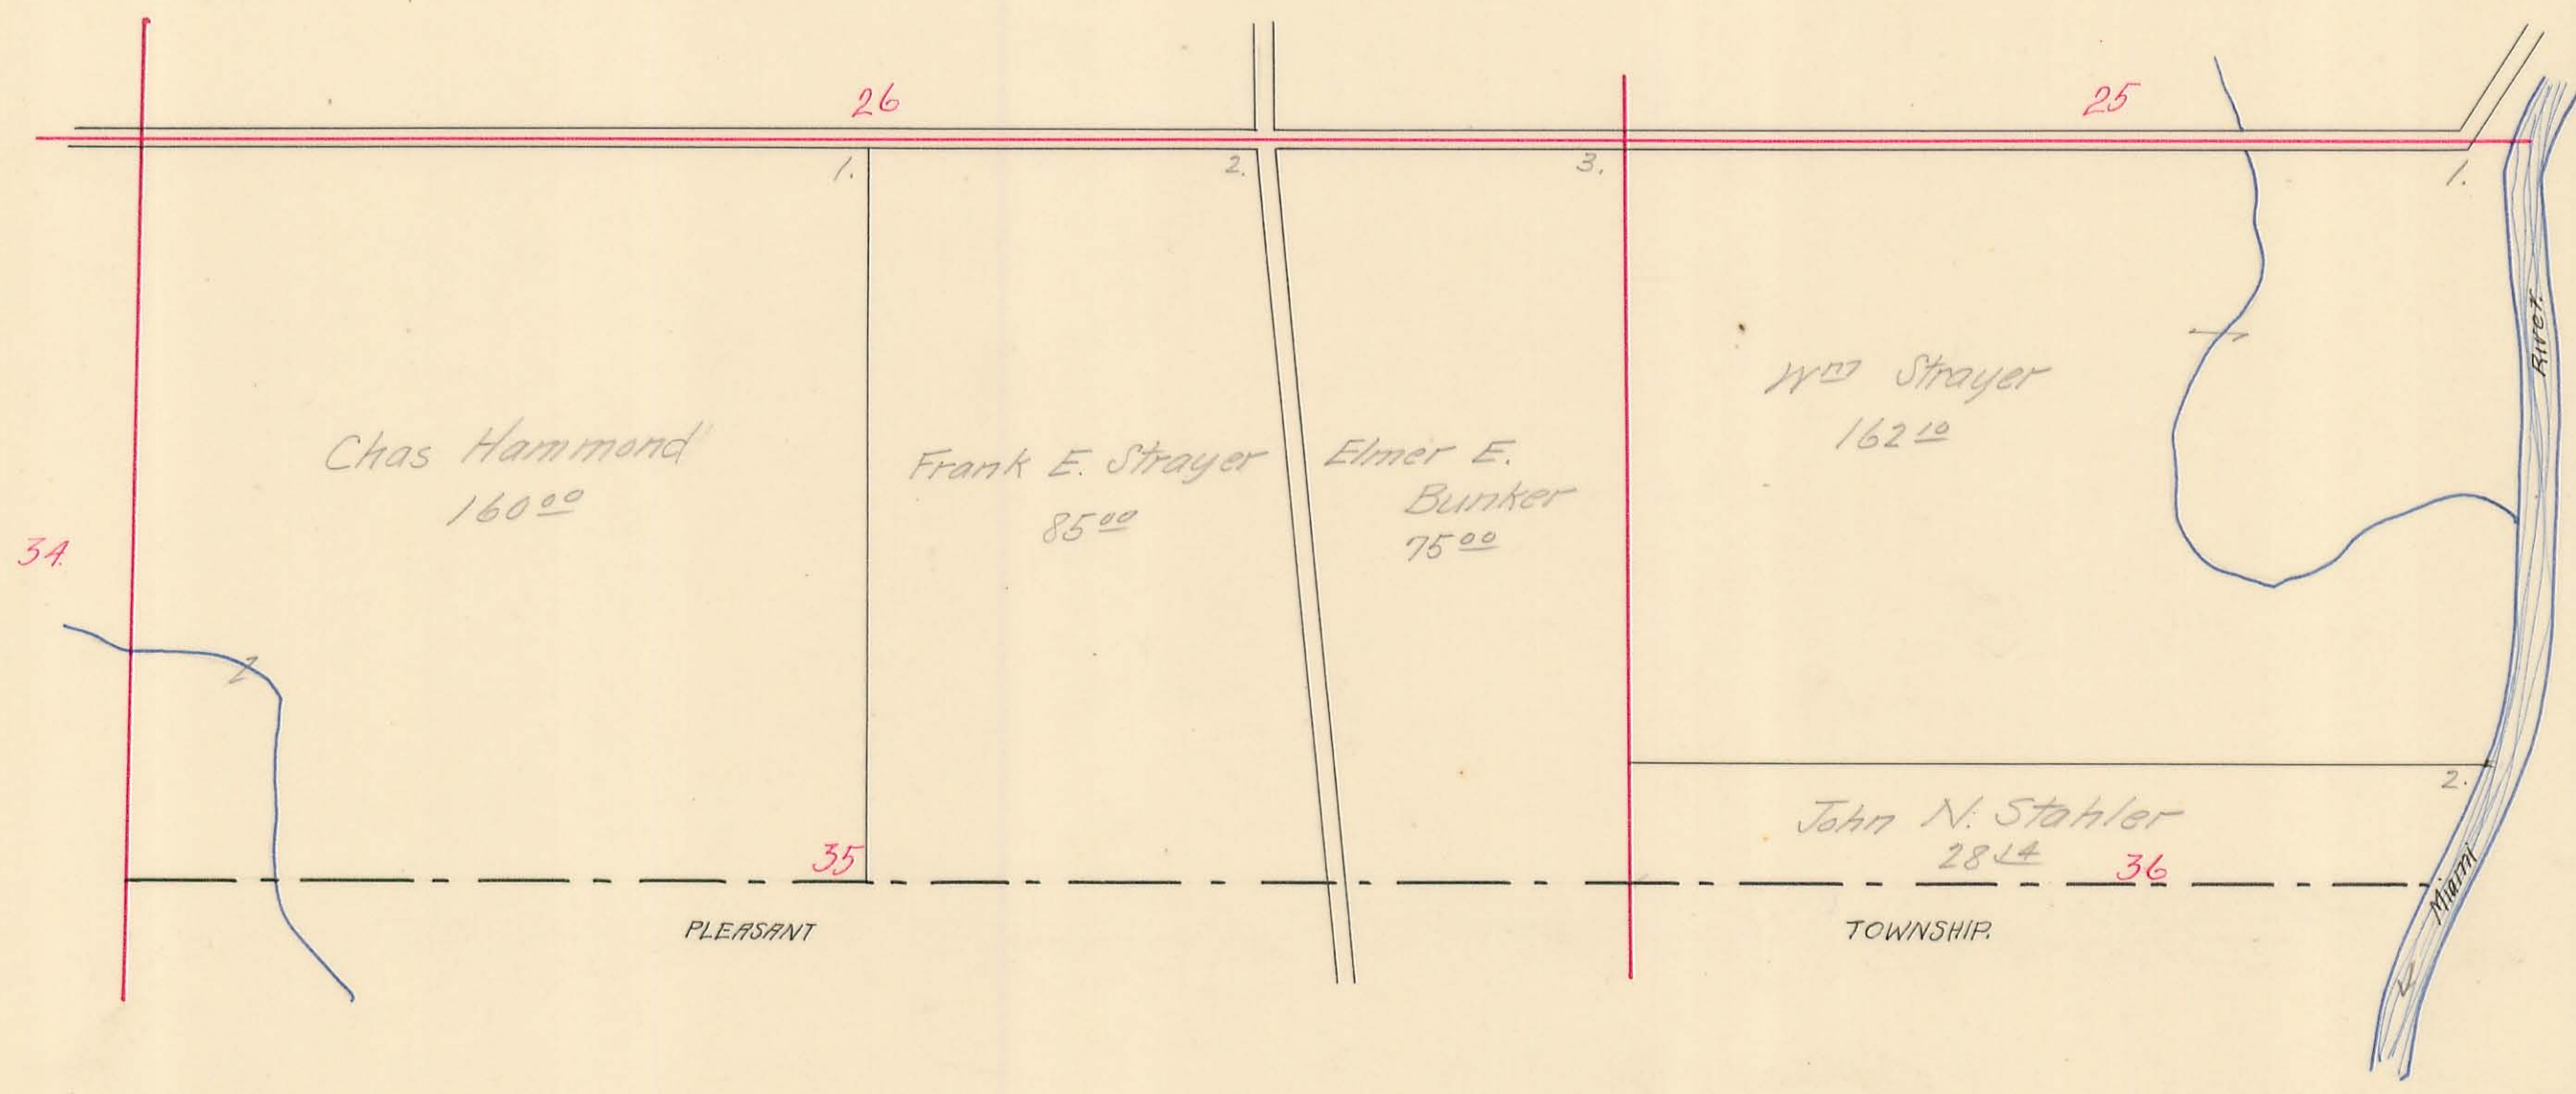 26
25
1.
2.
3.
1.
Chas Hammond
160 00
Frank E. Strayer
85 00
Elmer E.
Bunker
75 00
Wm Strayer
162 10
River.
34.
2.
John N. Stahler
28 14
35
36
Miami
PLEASANT
TOWNSHIP.